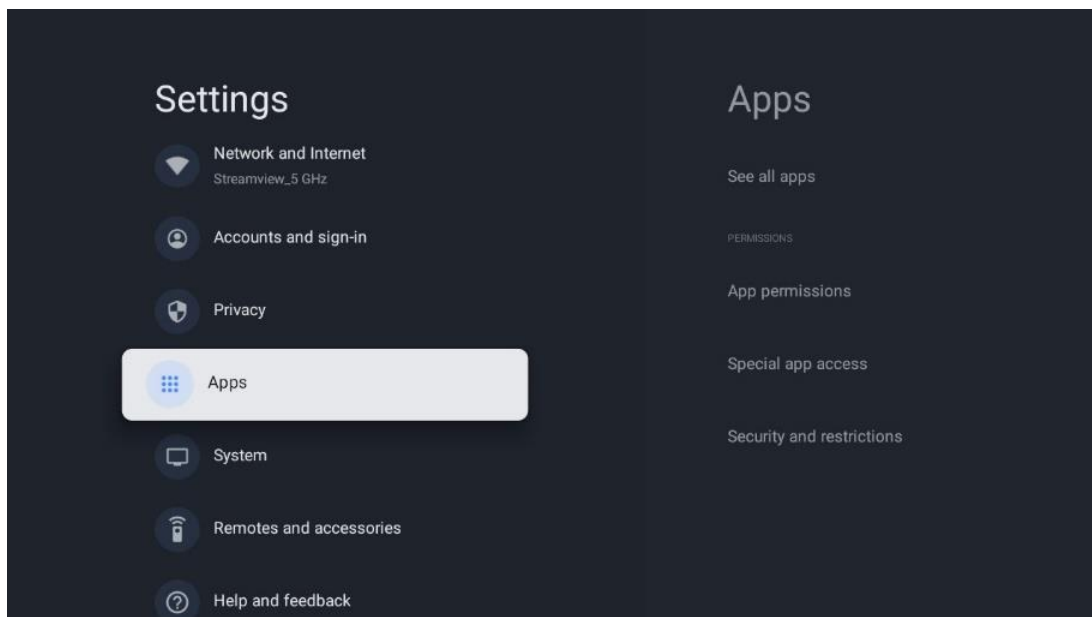 Settings
Network and Internet
Streamview_5 GHz
Accounts and sign-in
Privacy
Apps
System
Remotes and accessories
Help and feedback
Apps
See all apps
PERMISSIONS
App permissions
Special app access
Security and restrictions